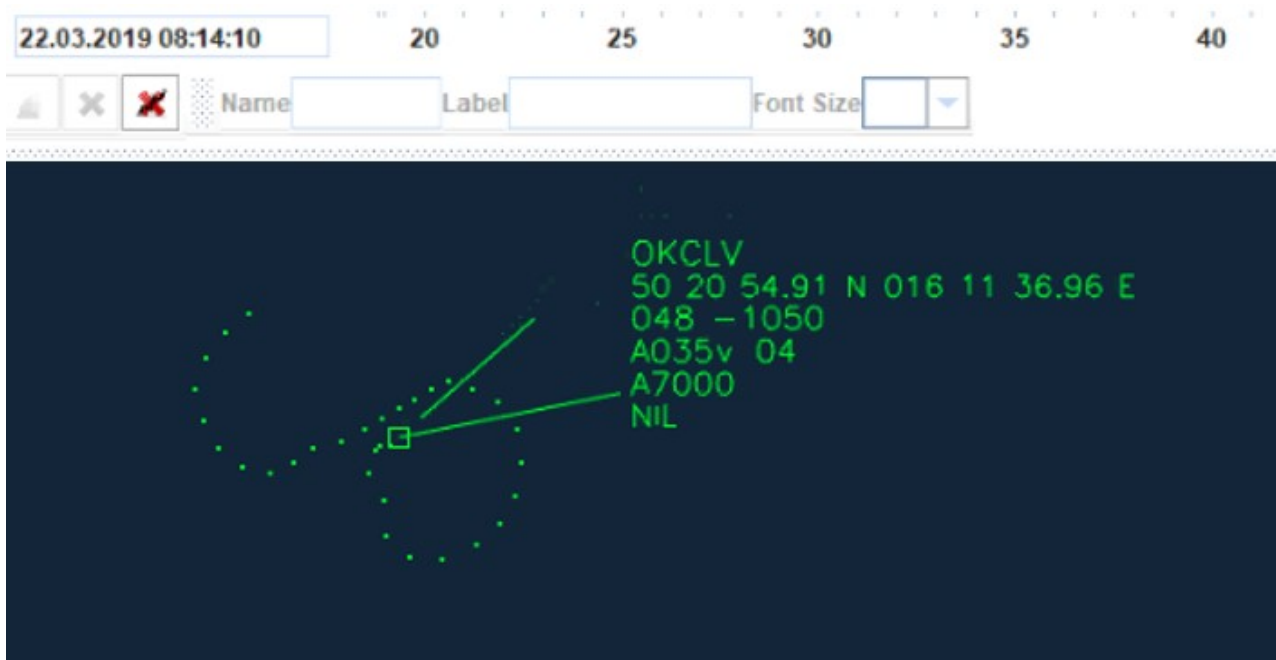 22.03.2019 08:14:10
20 25 30 35 40
Name Label Font Size
OKCLV
50 20 54.91 N 016 11 36.96 E
048 -1050
A035v 04
A7000
NIL